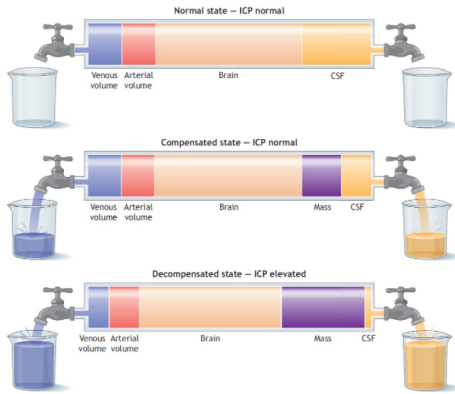 Normal state — ICP normal
Venous volume
Arterial volume
Brain
CSF
Compensated state — ICP normal
Venous volume
Arterial volume
Brain
Mass
CSF
Decompensated state — ICP elevated
Venous volume
Arterial volume
Brain
Mass
CSF